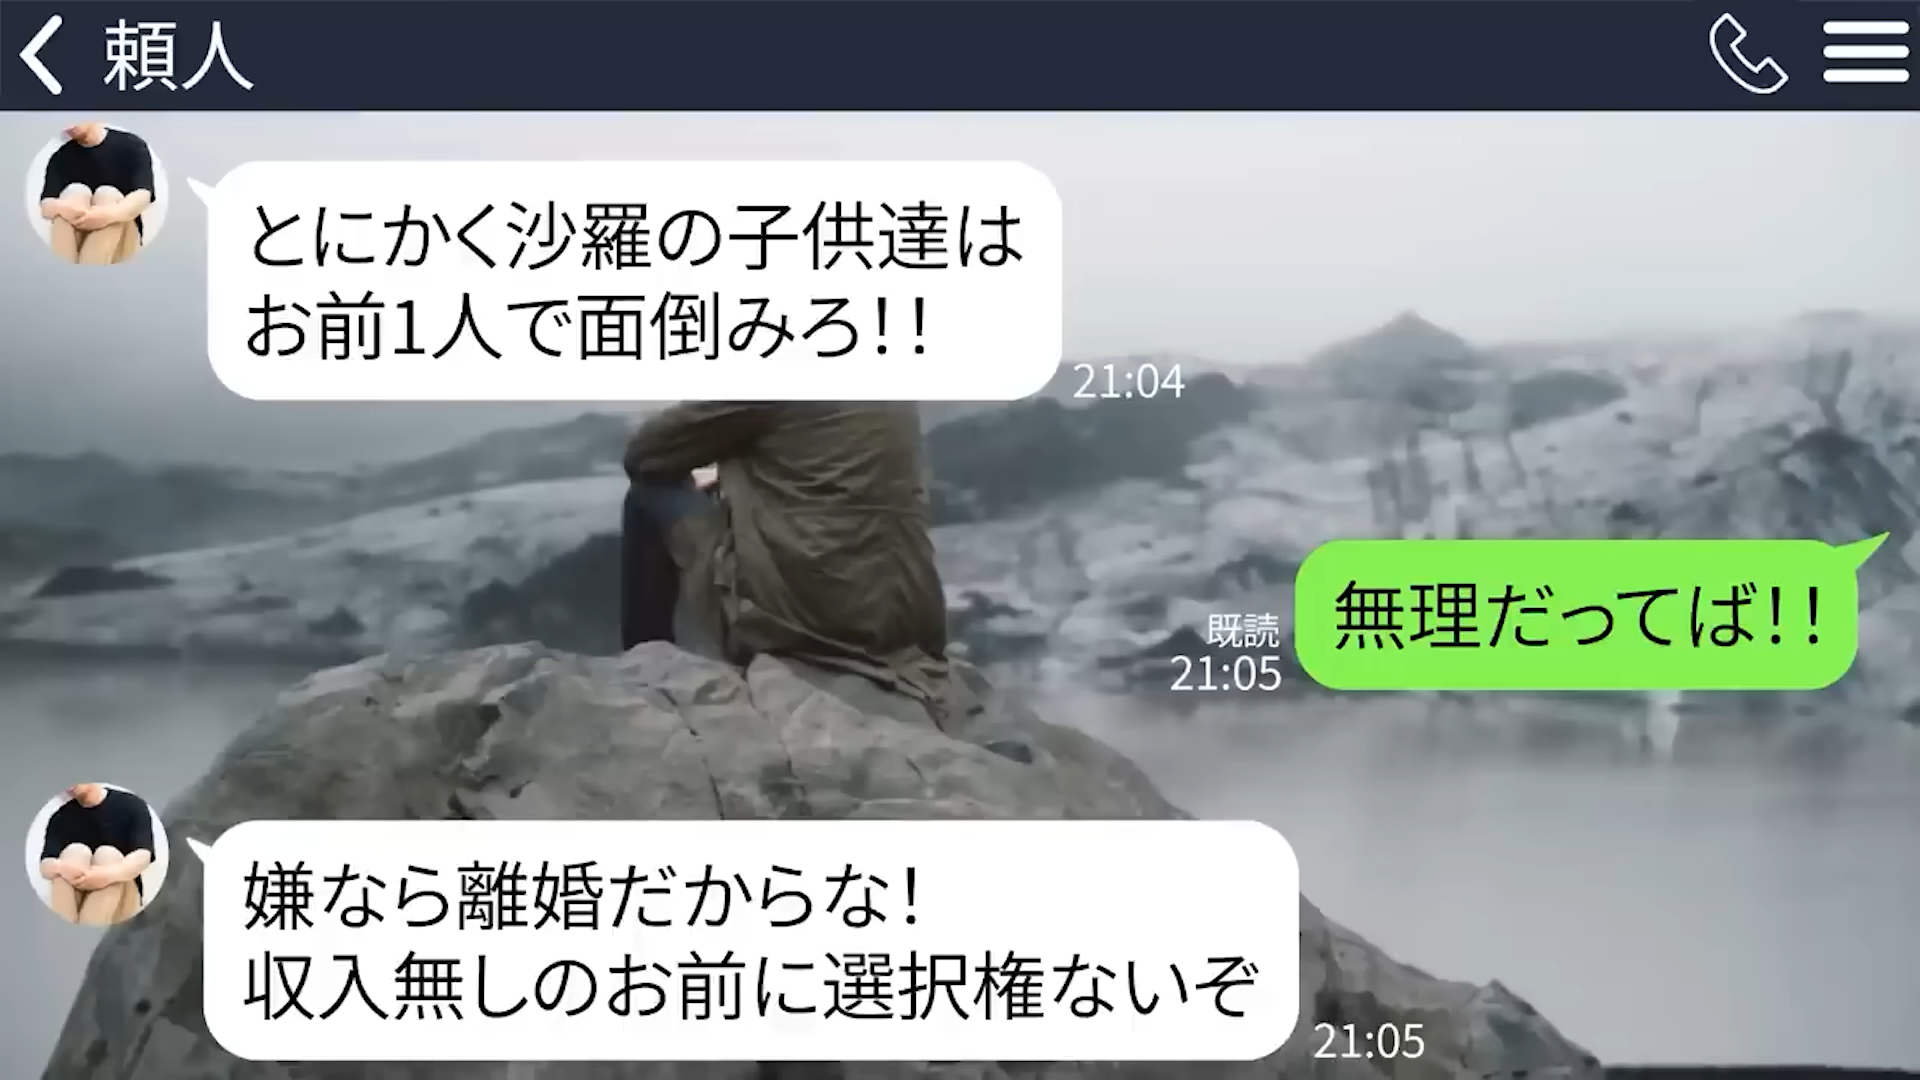 頼人
とにかく沙羅の子供達は
お前1人で面倒みろ!!
21:04
無理だってば!!
既読
21:05
嫌なら離婚だからな!
収入無しのお前に選択権ないぞ
21:05